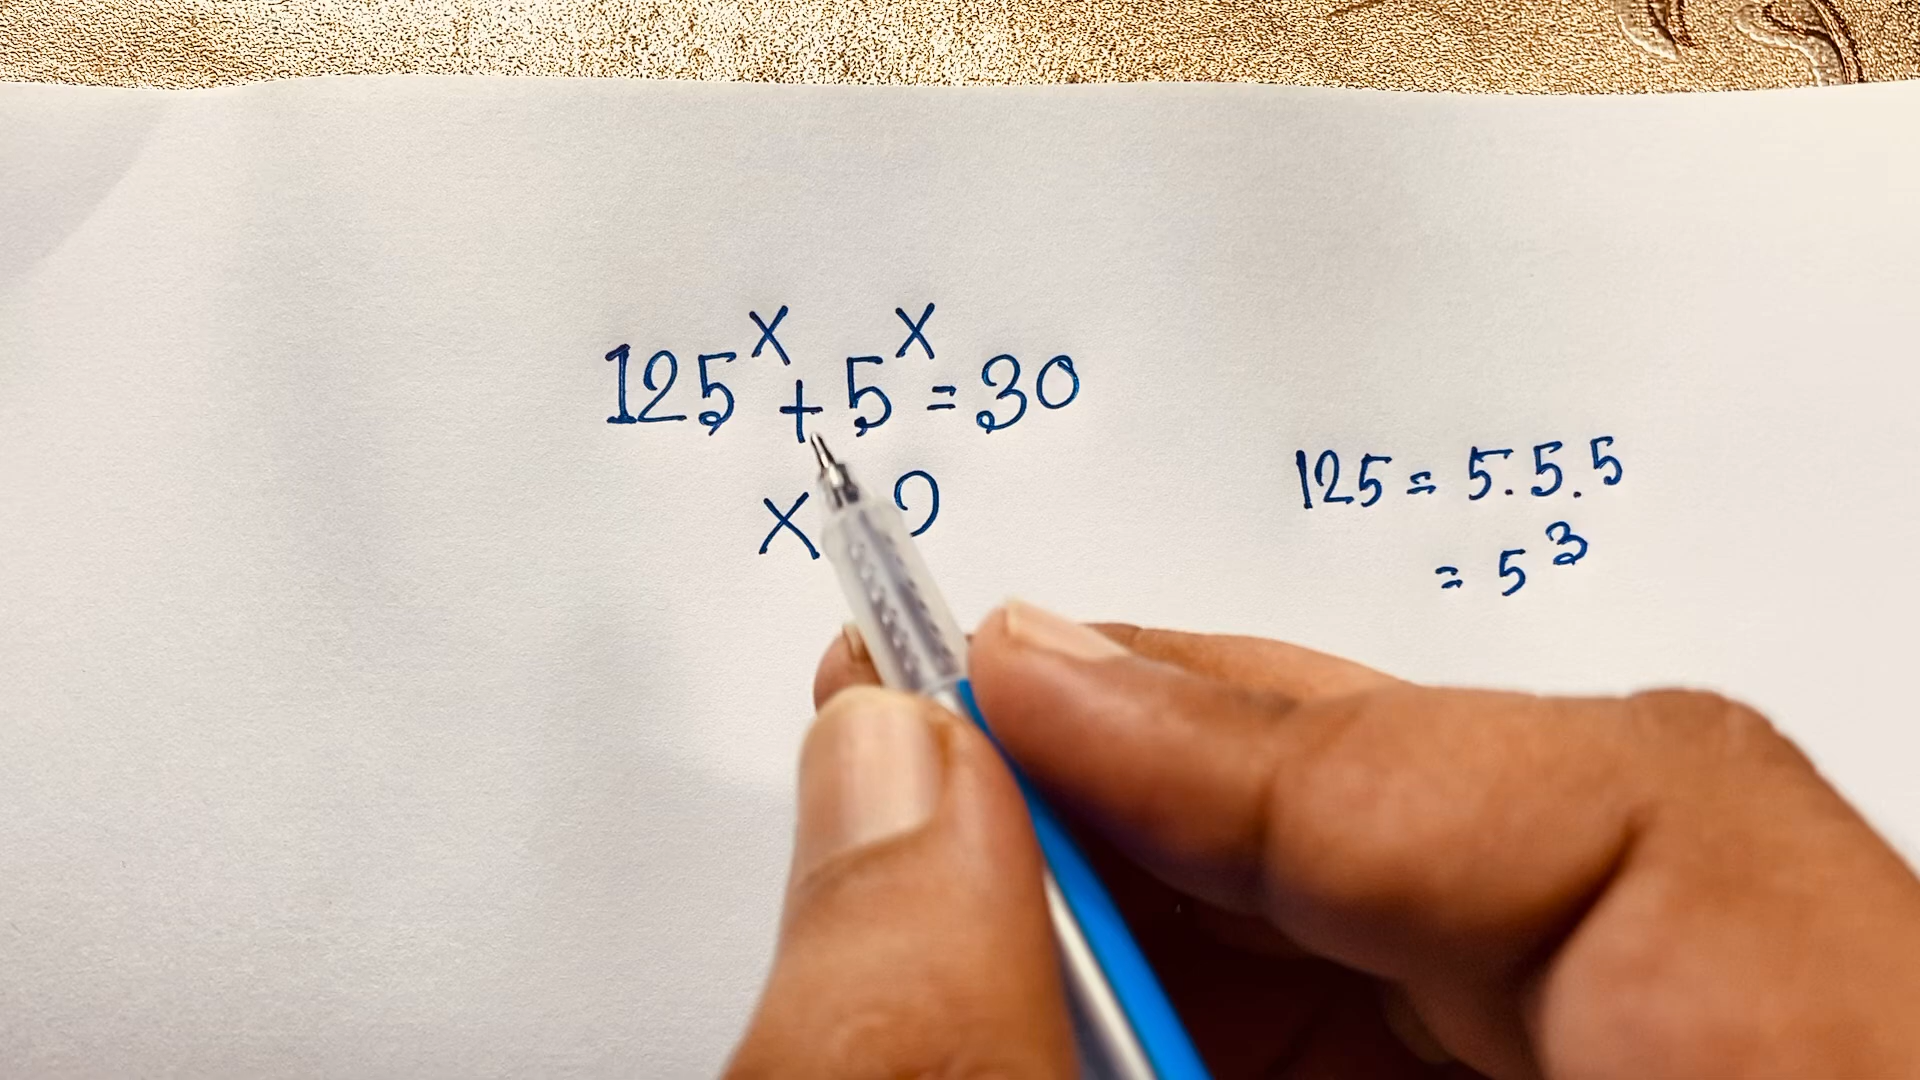 125^x + 5^x = 30
x ?
125 = 5.5.5
= 5^3